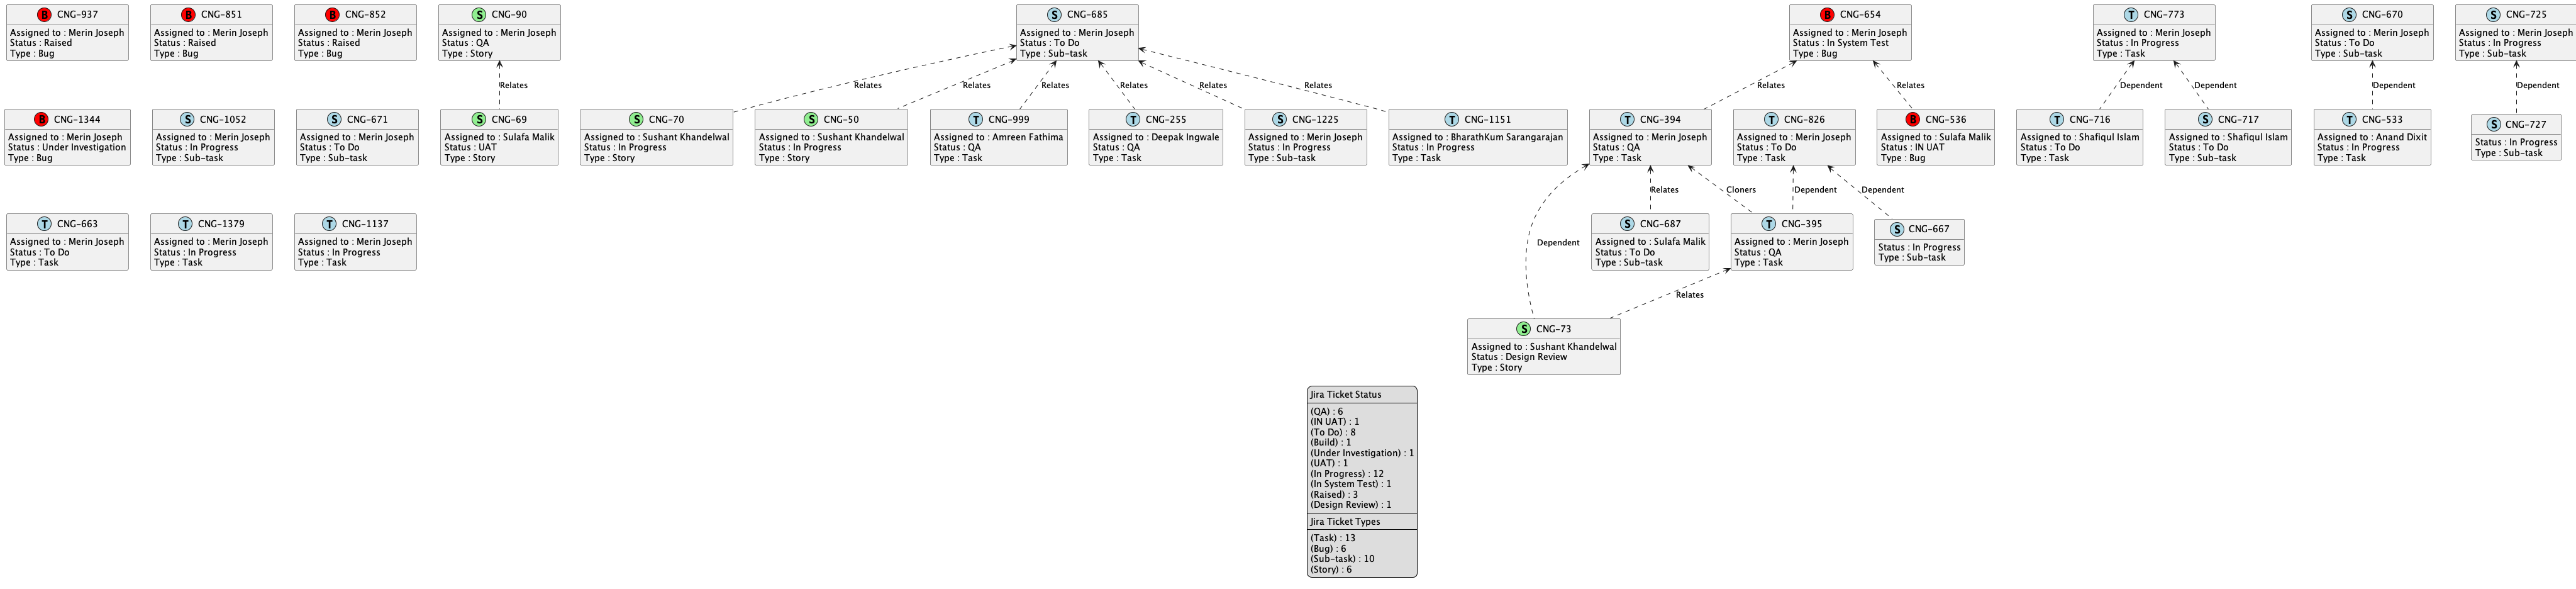 B CNG-937
Assigned to : Merin Joseph
Status : Raised
Type : Bug
B CNG-851
Assigned to : Merin Joseph
Status : Raised
Type : Bug
B CNG-852
Assigned to : Merin Joseph
Status : Raised
Type : Bug
S CNG-90
Assigned to : Merin Joseph
Status : QA
Type : Story
S CNG-685
Assigned to : Merin Joseph
Status : To Do
Type : Sub-task
B CNG-654
Assigned to : Merin Joseph
Status : In System Test
Type : Bug
T CNG-773
Assigned to : Merin Joseph
Status : In Progress
Type : Task
S CNG-670
Assigned to : Merin Joseph
Status : To Do
Type : Sub-task
S CNG-725
Assigned to : Merin Joseph
Status : In Progress
Type : Sub-task
Relates
Relates
Relates
Relates
Relates
Relates
Relates
Relates
Relates
Dependent
Dependent
Dependent
Dependent
B CNG-1344
Assigned to : Merin Joseph
Status : Under Investigation
Type : Bug
S CNG-1052
Assigned to : Merin Joseph
Status : In Progress
Type : Sub-task
S CNG-671
Assigned to : Merin Joseph
Status : To Do
Type : Sub-task
S CNG-69
Assigned to : Sulafa Malik
Status : UAT
Type : Story
S CNG-70
Assigned to : Sushant Khandelwal
Status : In Progress
Type : Story
S CNG-50
Assigned to : Sushant Khandelwal
Status : In Progress
Type : Story
T CNG-999
Assigned to : Amreen Fathima
Status : QA
Type : Task
T CNG-255
Assigned to : Deepak Ingwale
Status : QA
Type : Task
S CNG-1225
Assigned to : Merin Joseph
Status : In Progress
Type : Sub-task
T CNG-1151
Assigned to : BharathKum Sarangarajan
Status : In Progress
Type : Task
T CNG-394
Assigned to : Merin Joseph
Status : QA
Type : Task
T CNG-826
Assigned to : Merin Joseph
Status : To Do
Type : Task
B CNG-536
Assigned to : Sulafa Malik
Status : IN UAT
Type : Bug
T CNG-716
Assigned to : Shafiqul Islam
Status : To Do
Type : Task
S CNG-717
Assigned to : Shafiqul Islam
Status : To Do
Type : Sub-task
T CNG-533
Assigned to : Anand Dixit
Status : In Progress
Type : Task
S CNG-727
Status : In Progress
Type : Sub-task
Relates
Cloners
Dependent
Dependent
T CNG-663
Assigned to : Merin Joseph
Status : To Do
Type : Task
T CNG-1379
Assigned to : Merin Joseph
Status : In Progress
Type : Task
T CNG-1137
Assigned to : Merin Joseph
Status : In Progress
Type : Task
Dependent
S CNG-687
Assigned to : Sulafa Malik
Status : To Do
Type : Sub-task
T CNG-395
Assigned to : Merin Joseph
Status : QA
Type : Task
S CNG-667
Status : In Progress
Type : Sub-task
Relates
S CNG-73
Assigned to : Sushant Khandelwal
Status : Design Review
Type : Story
Jira Ticket Status
(QA) : 6
(IN UAT) : 1
(To Do) : 8
(Build) : 1
(Under Investigation) : 1
(UAT) : 1
(In Progress) : 12
(In System Test) : 1
(Raised) : 3
(Design Review) : 1
Jira Ticket Types
(Task) : 13
(Bug) : 6
(Sub-task) : 10
(Story) : 6